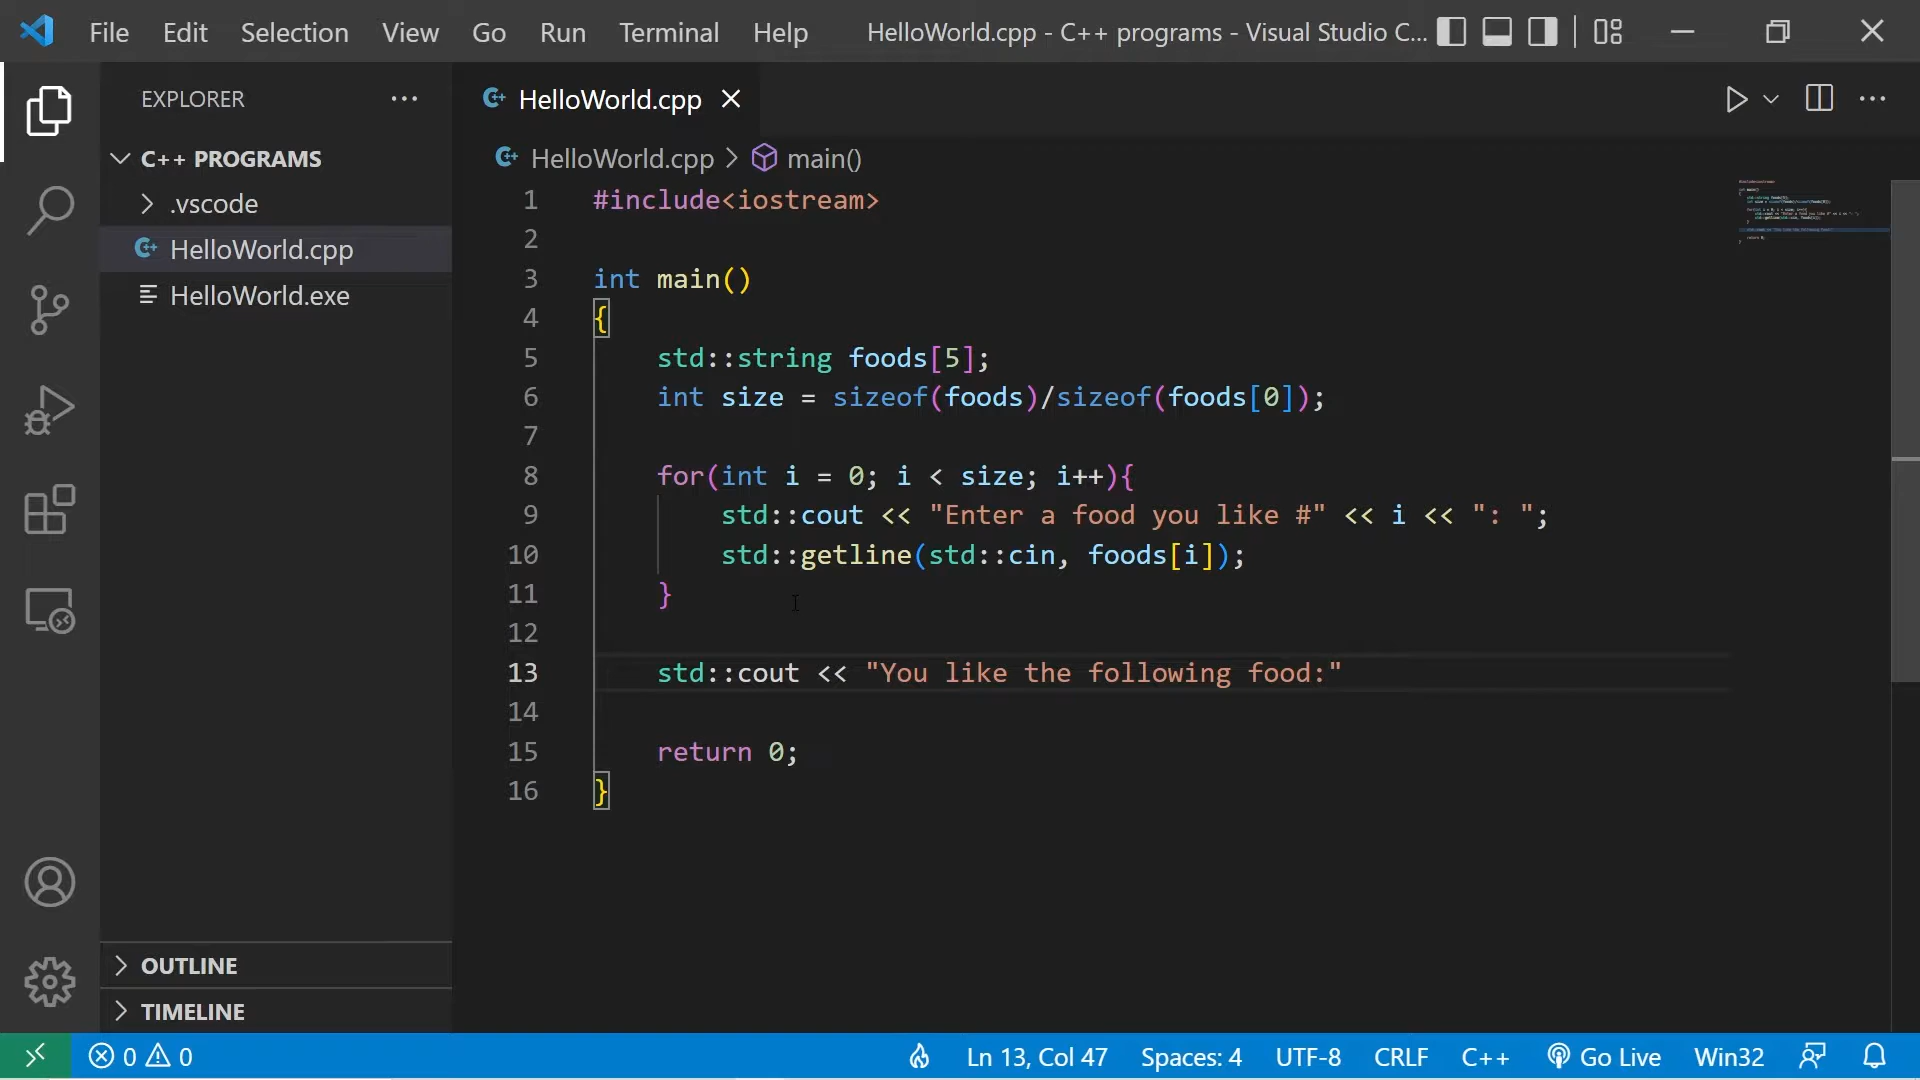 File Edit Selection View Go Run Terminal Help HelloWorld.cpp - C++ programs - Visual Studio C...
EXPLORER
C++ PROGRAMS
.vscode
HelloWorld.cpp
HelloWorld.exe
OUTLINE
TIMELINE
HelloWorld.cpp
HelloWorld.cpp > main()
1 #include<iostream>
2
3 int main()
4 {
5 std::string foods[5];
6 int size = sizeof(foods)/sizeof(foods[0]);
7
8 for(int i = 0; i < size; i++){
9 std::cout << "Enter a food you like #" << i << ": ";
10 std::getline(std::cin, foods[i]);
11 }
12
13 std::cout << "You like the following food:"
14
15 return 0;
16 }
0 0 Ln 13, Col 47 Spaces: 4 UTF-8 CRLF C++ Go Live Win32